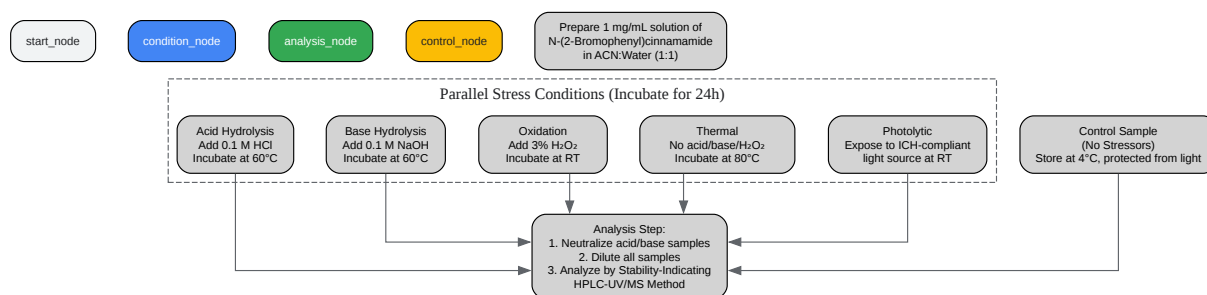 start_node
condition_node
analysis_node
control_node
Prepare 1 mg/mL solution of
N-(2-Bromophenyl)cinnamamide
in ACN:Water (1:1)
Parallel Stress Conditions (Incubate for 24h)
Acid Hydrolysis
Add 0.1 M HCl
Incubate at 60°C
Base Hydrolysis
Add 0.1 M NaOH
Incubate at 60°C
Oxidation
Add 3% H₂O₂
Incubate at RT
Thermal
No acid/base/H₂O₂
Incubate at 80°C
Photolytic
Expose to ICH-compliant
light source at RT
Control Sample
(No Stressors)
Store at 4°C, protected from light
Analysis Step:
1. Neutralize acid/base samples
2. Dilute all samples
3. Analyze by Stability-Indicating
HPLC-UV/MS Method